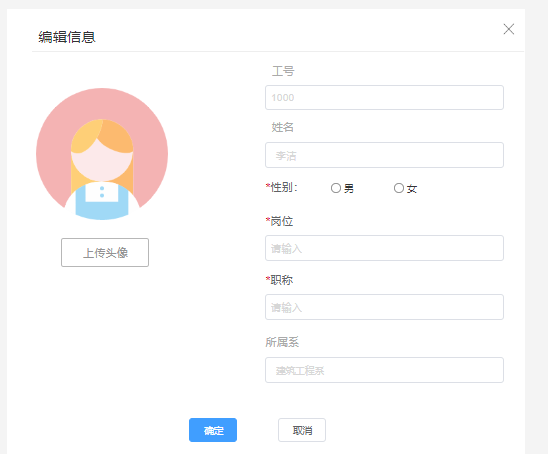 编辑信息
工号
1000
姓名
李洁
*性别： 男 女
*岗位
请输入
*职称
请输入
所属系
建筑工程系
上传头像
确定 取消